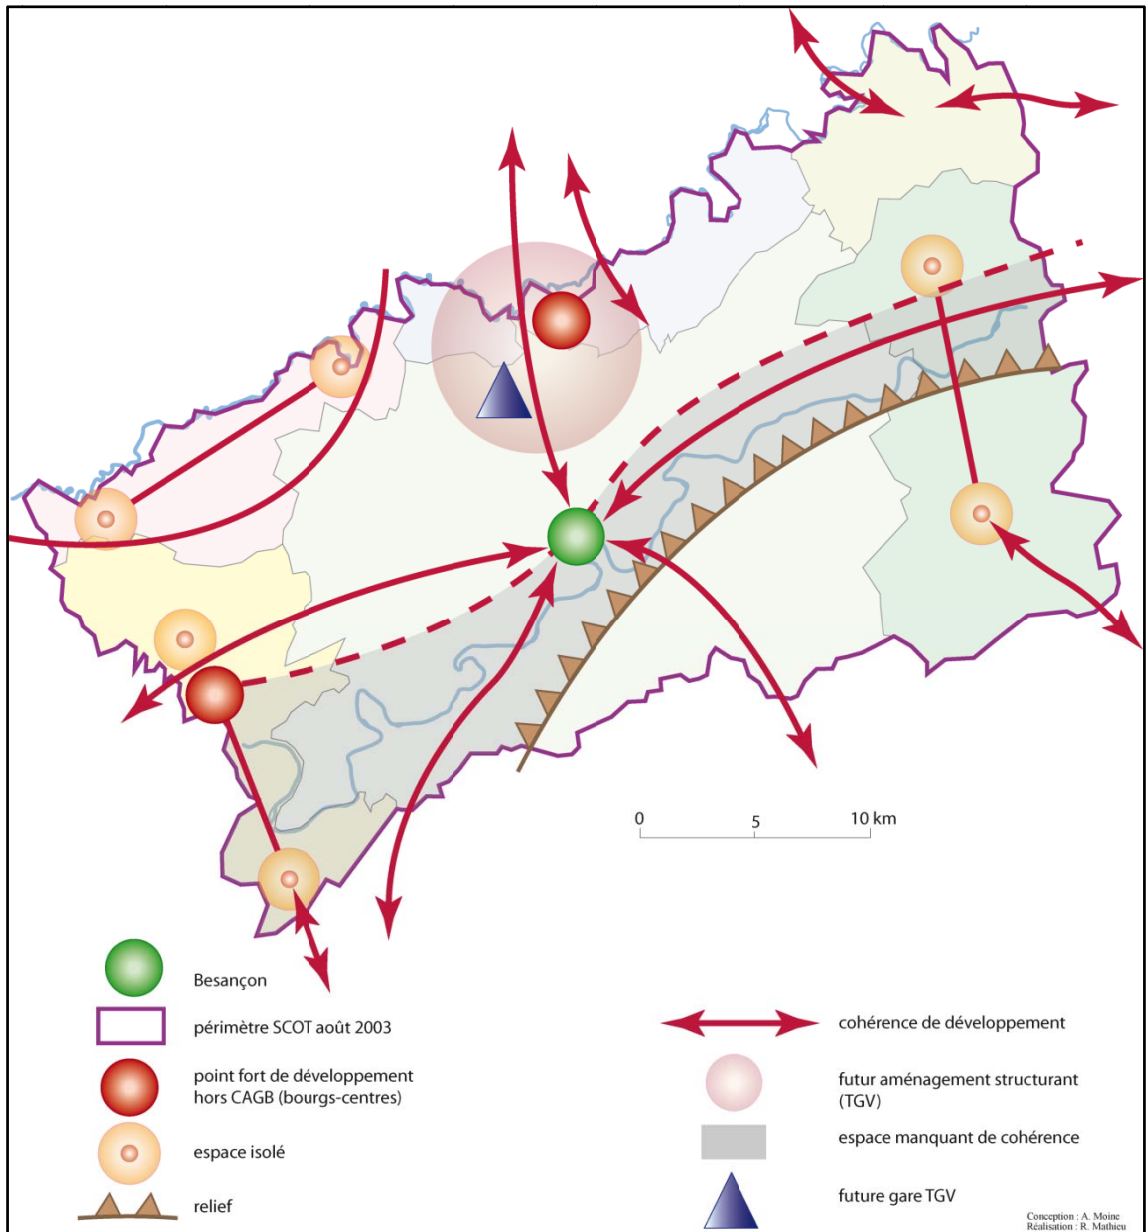 0 5 10 km
Besançon
périmètre SCOT août 2003
point fort de développement
hors CAGB (bourgs-centres)
espace isolé
relief
cohérence de développement
futur aménagement structurant
(TGV)
espace manquant de cohérence
future gare TGV
Conception : A. Moine
Réalisation : R. Mathieu